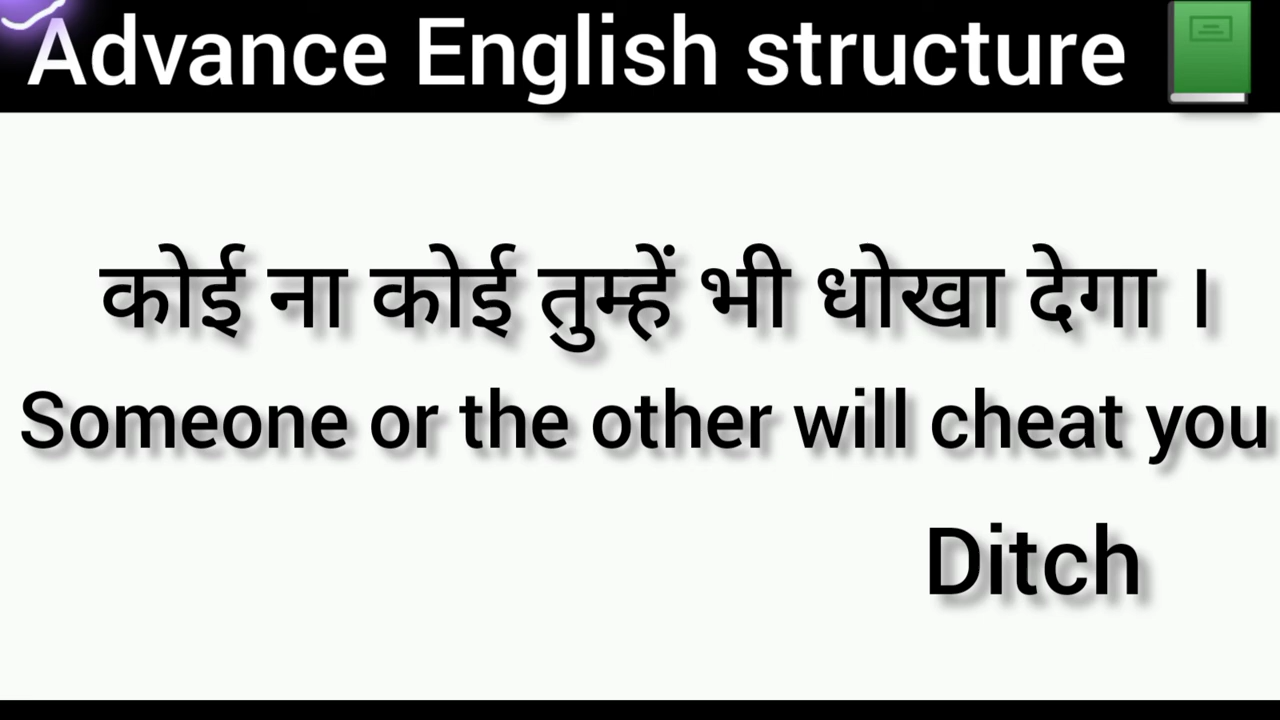 Advance English structure
कोई ना कोई तुम्हें भी धोखा देगा ।
Someone or the other will cheat you
Ditch